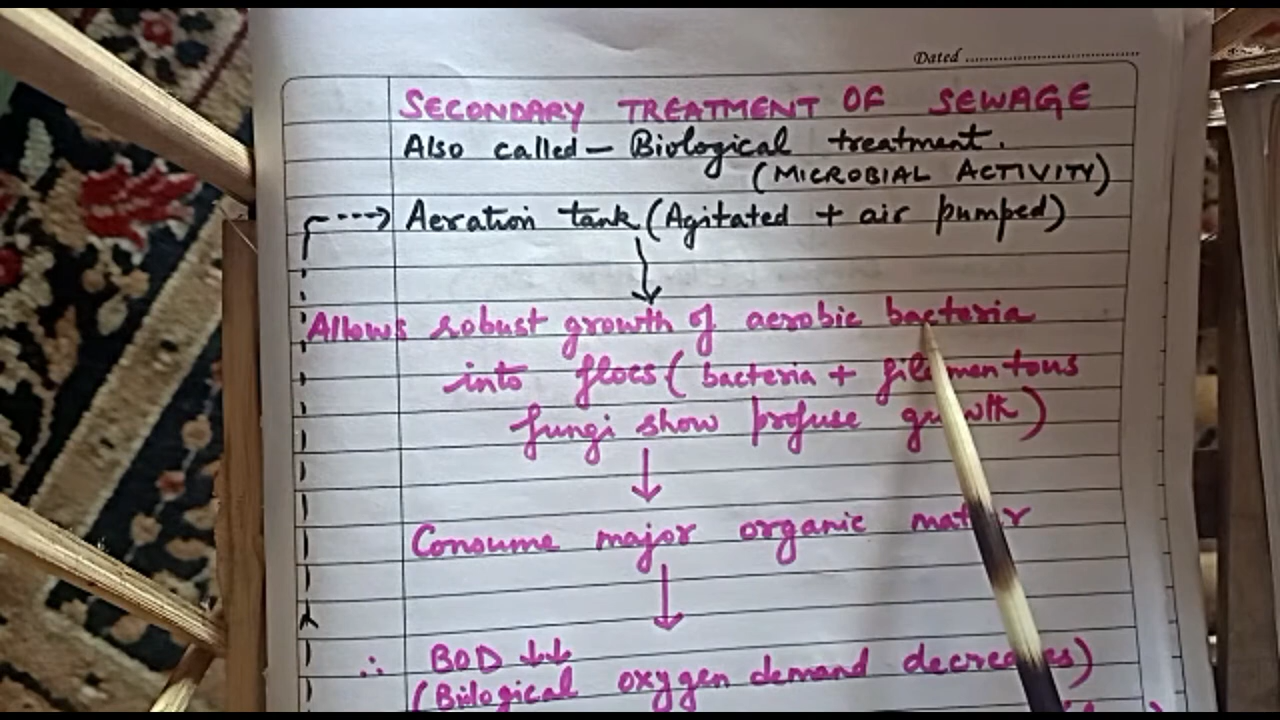 Dated
SECONDARY TREATMENT OF SEWAGE
Also called - Biological treatment.
(MICROBIAL ACTIVITY)
Aeration tank (Agitated + air pumped)
Allows robust growth of aerobic bacteria
into flocs (bacteria + filamentous
fungi show profuse growth)
Consume major organic matter
∴ BOD ↓↓
(Biological oxygen demand decreases)